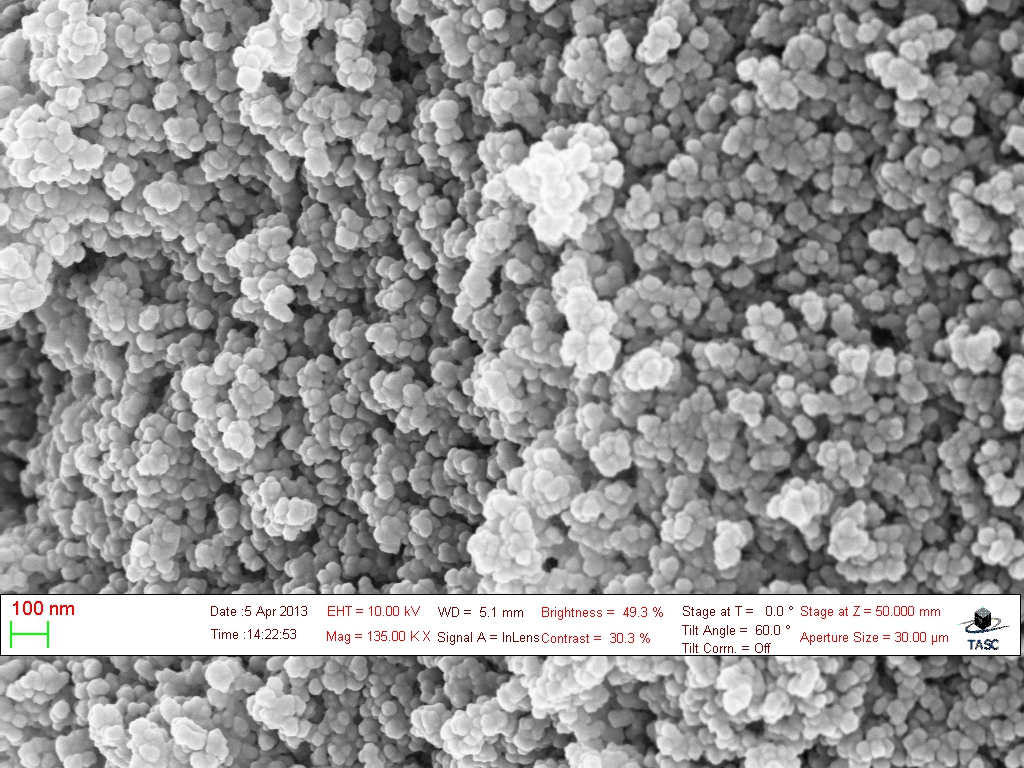 100 nm
Date :5 Apr 2013 EHT = 10.00 kV WD = 5.1 mm Brightness = 49.3 % Stage at T = 0.0 ° Stage at Z = 50.000 mm
Time :14:22:53 Mag = 135.00 K X Signal A = InLens Contrast = 30.3 % Tilt Angle = 60.0 ° Aperture Size = 30.00 µm
Tilt Corrn. = Off
TASC